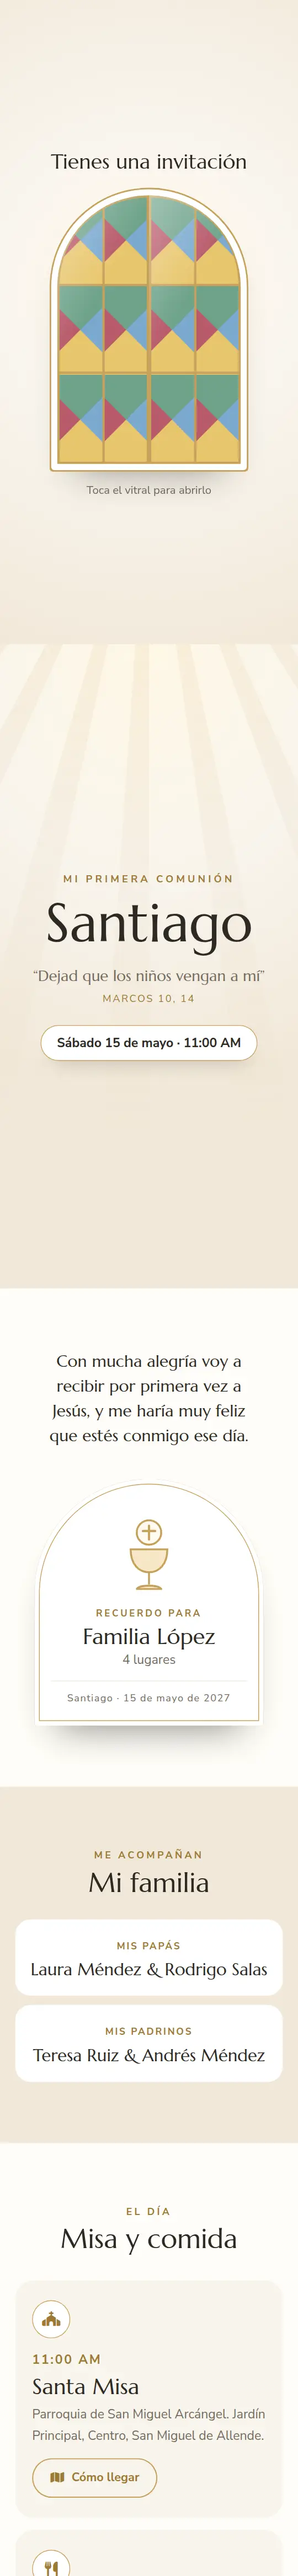 Tienes una invitación
Toca el vitral para abrirlo
MI PRIMERA COMUNIÓN
Santiago
“Dejad que los niños vengan a mí”
MARCOS 10, 14
Sábado 15 de mayo · 11:00 AM
Con mucha alegría voy a
recibir por primera vez a
Jesús, y me haría muy feliz
que estés conmigo ese día.
RECUERDO PARA
Familia López
4 lugares
Santiago · 15 de mayo de 2027
ME ACOMPAÑAN
Mi familia
MIS PAPÁS
Laura Méndez & Rodrigo Salas
MIS PADRINOS
Teresa Ruiz & Andrés Méndez
EL DÍA
Misa y comida
11:00 AM
Santa Misa
Parroquia de San Miguel Arcángel. Jardín
Principal, Centro, San Miguel de Allende.
Cómo llegar